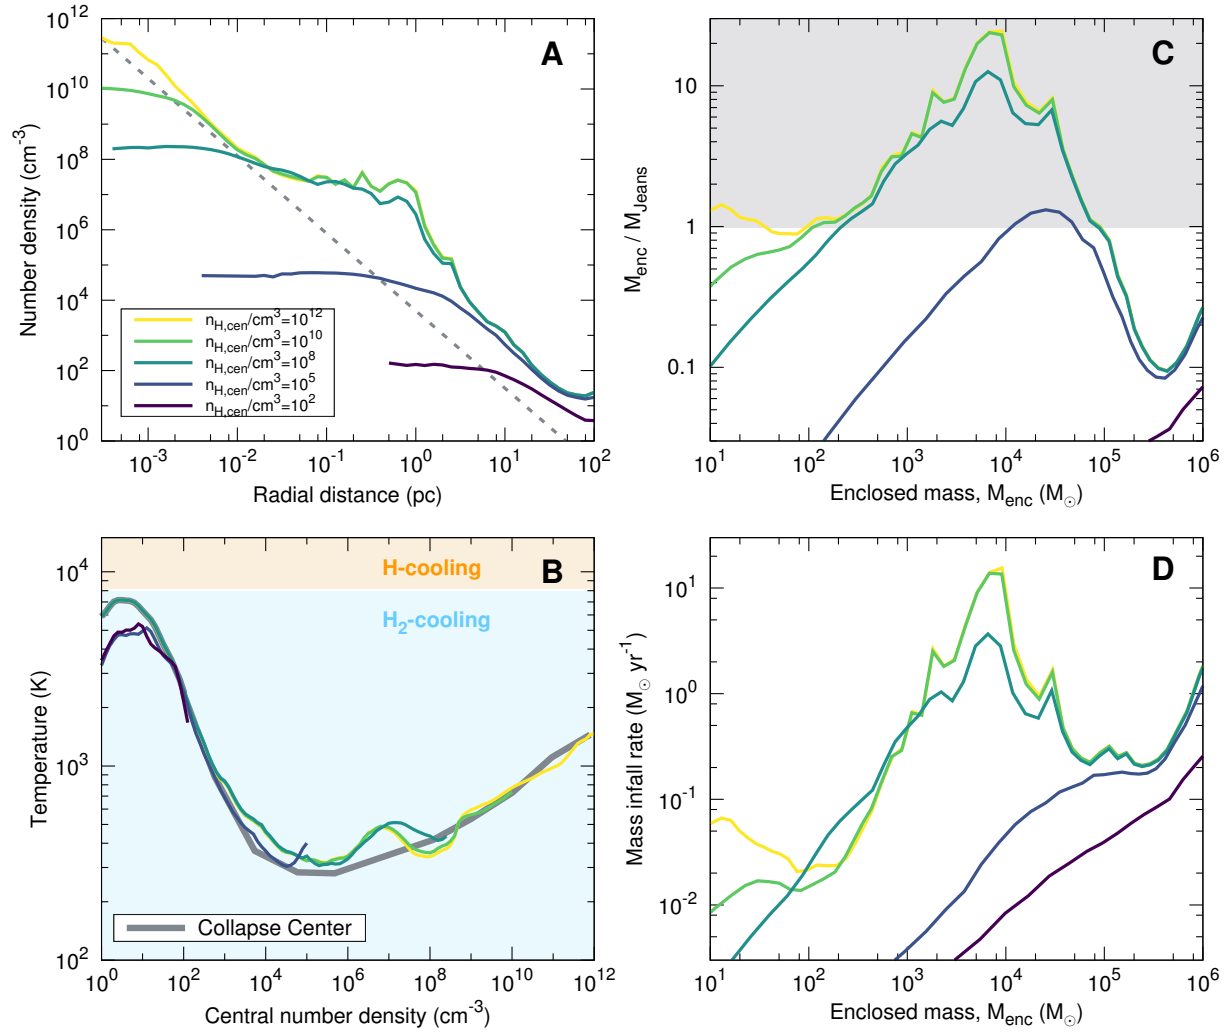 A
Number density (cm-3)
10^12
10^10
10^8
10^6
10^4
10^2
10^0
n_H,cen/cm^3=10^12
n_H,cen/cm^3=10^10
n_H,cen/cm^3=10^8
n_H,cen/cm^3=10^5
n_H,cen/cm^3=10^2
10^-3
10^-2
10^-1
10^0
10^1
10^2
Radial distance (pc)
C
M_enc / M_Jeans
10
1
0.1
10^1
10^2
10^3
10^4
10^5
10^6
Enclosed mass, M_enc (M_⊙)
B
H-cooling
H_2-cooling
Temperature (K)
10^4
10^3
10^2
Collapse Center
10^0
10^2
10^4
10^6
10^8
10^10
10^12
Central number density (cm^-3)
D
Mass infall rate (M_⊙ yr^-1)
10^1
10^0
10^-1
10^-2
10^1
10^2
10^3
10^4
10^5
10^6
Enclosed mass, M_enc (M_⊙)